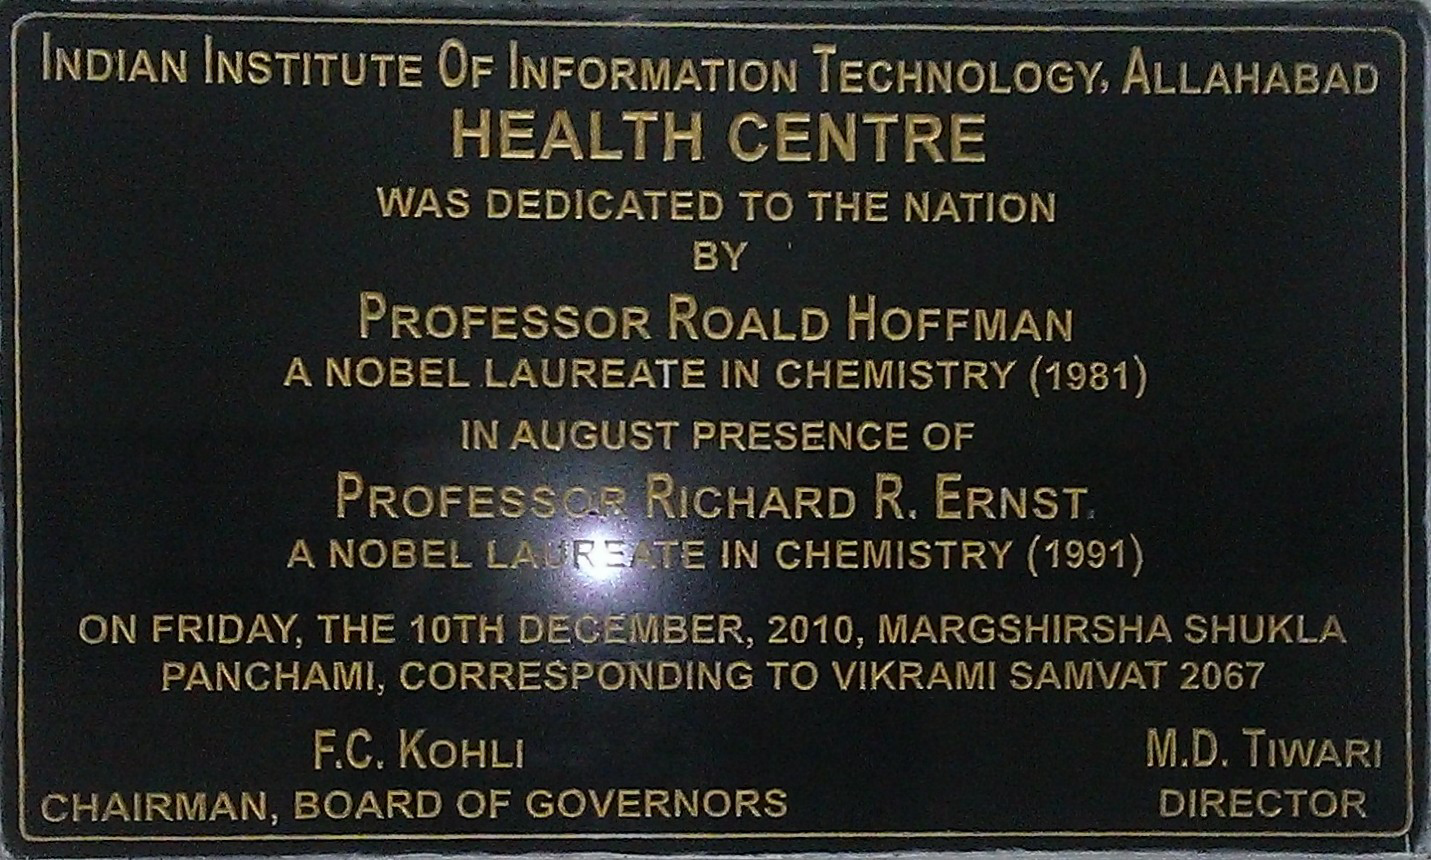 INDIAN INSTITUTE OF INFORMATION TECHNOLOGY, ALLAHABAD
HEALTH CENTRE
WAS DEDICATED TO THE NATION
BY
PROFESSOR ROALD HOFFMAN
A NOBEL LAUREATE IN CHEMISTRY (1981)
IN AUGUST PRESENCE OF
PROFESSOR RICHARD R. ERNST.
A NOBEL LAUREATE IN CHEMISTRY (1991)
ON FRIDAY, THE 10TH DECEMBER, 2010, MARGSHIRSHA SHUKLA
PANCHAMI, CORRESPONDING TO VIKRAMI SAMVAT 2067
F.C. KOHLI M.D. TIWARI
CHAIRMAN, BOARD OF GOVERNORS DIRECTOR